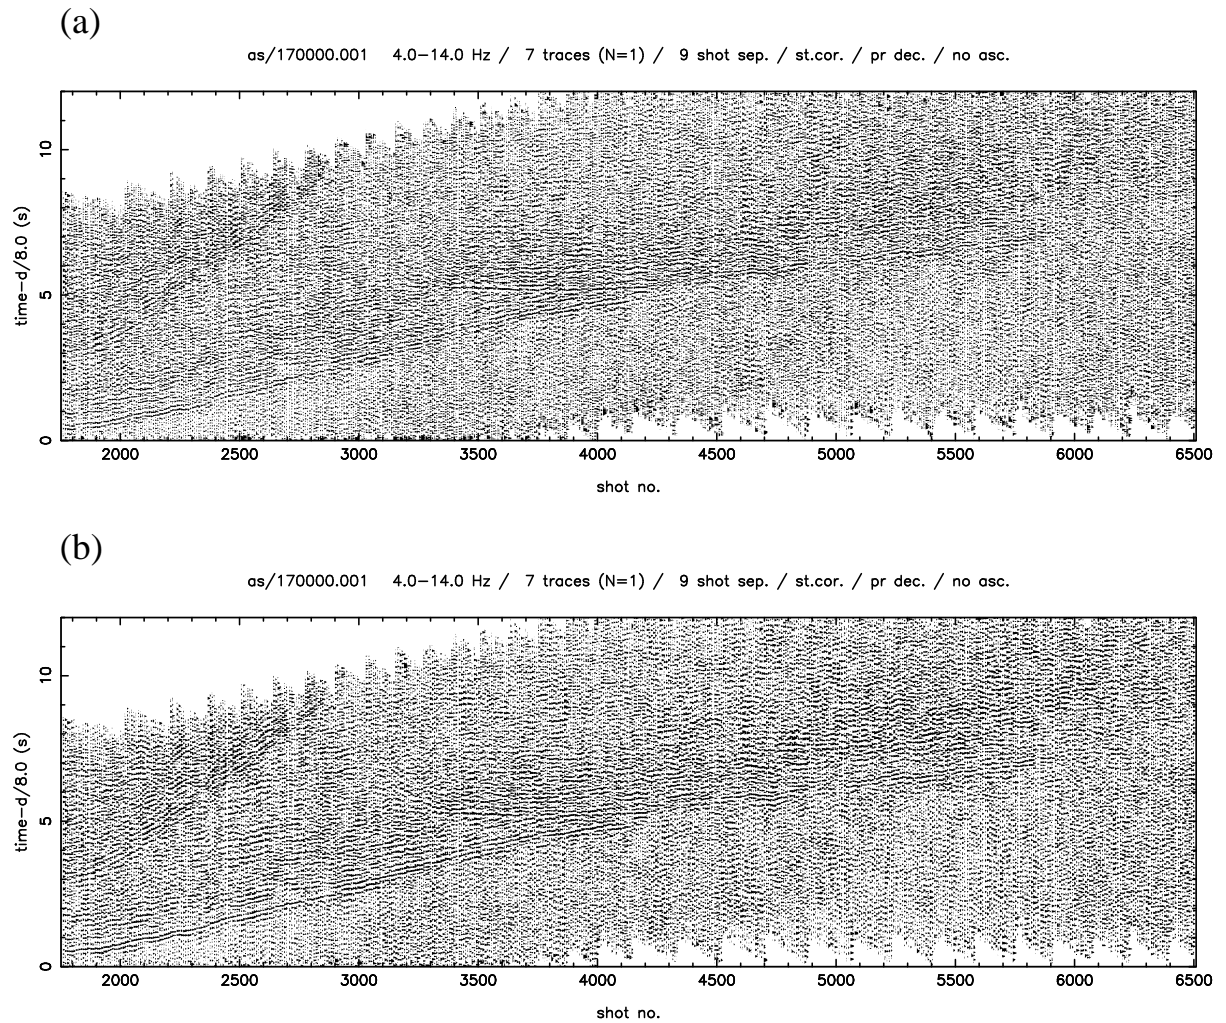 (a)
as/170000.001 4.0−14.0 Hz / 7 traces (N=1) / 9 shot sep. / st.cor. / pr dec. / no asc.
10
5
0
time−d/8.0 (s)
2000 2500 3000 3500 4000 4500 5000 5500 6000 6500
shot no.
(b)
as/170000.001 4.0−14.0 Hz / 7 traces (N=1) / 9 shot sep. / st.cor. / pr dec. / no asc.
10
5
0
time−d/8.0 (s)
2000 2500 3000 3500 4000 4500 5000 5500 6000 6500
shot no.